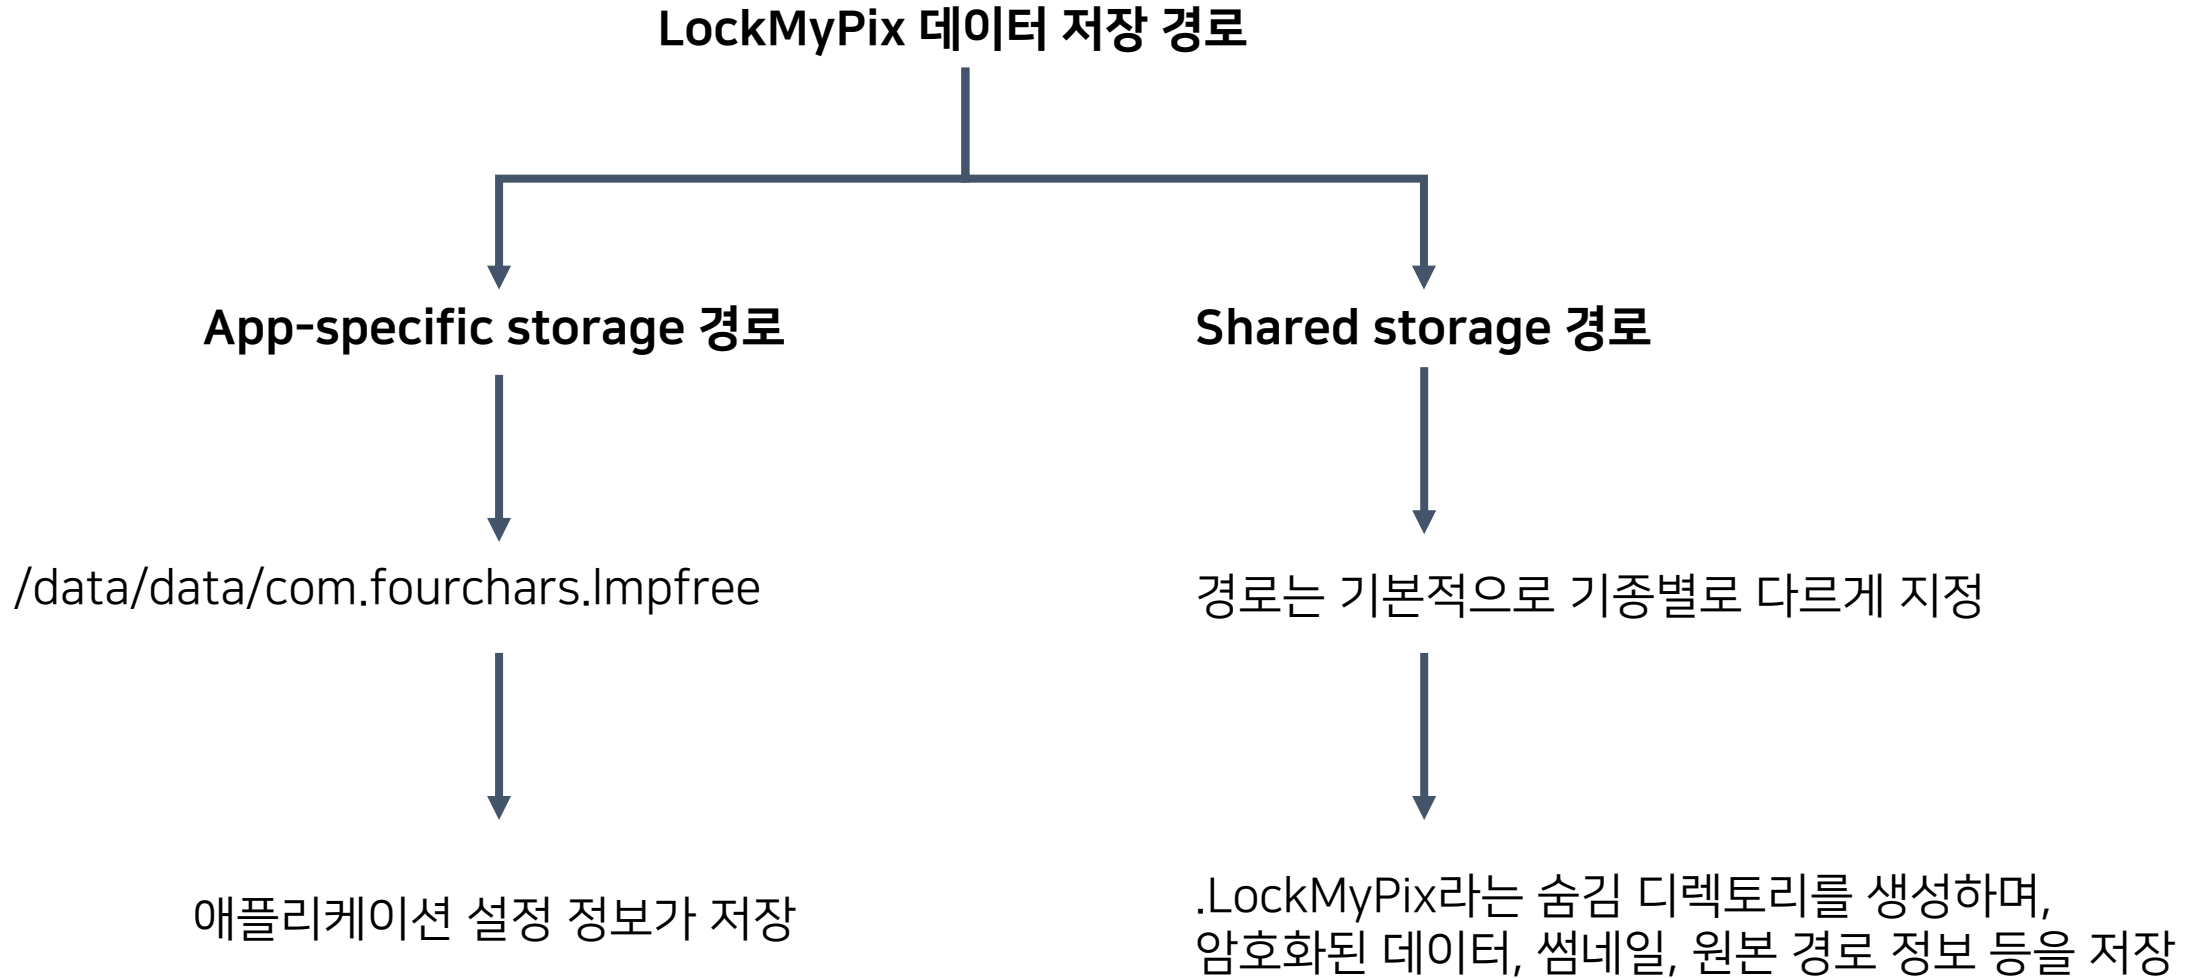 LockMyPix 데이터 저장 경로
App-specific storage 경로
Shared storage 경로
/data/data/com.fourchars.lmpfree
경로는 기본적으로 기종별로 다르게 지정
애플리케이션 설정 정보가 저장
.LockMyPix라는 숨김 디렉토리를 생성하며,
암호화된 데이터, 썸네일, 원본 경로 정보 등을 저장